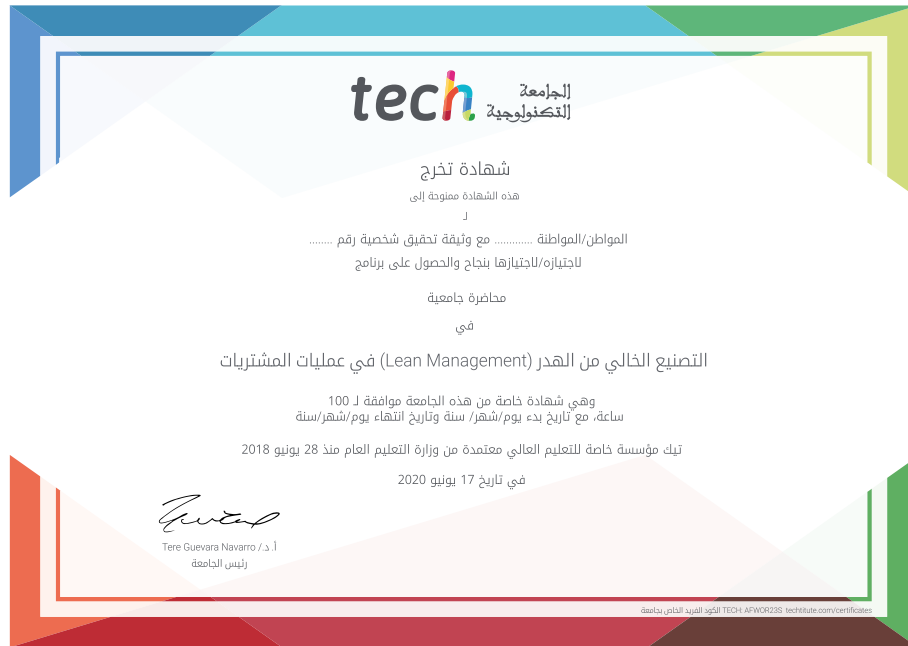 tech الجامعة
التكنولوجية
شهادة تخرج
هذه الشهادة ممنوحة إلى
لـ
المواطن/المواطنة ............. مع وثيقة تحقيق شخصية رقم ........
لاجتيازه/لاجتيازها بنجاح والحصول على برنامج
محاضرة جامعية
في
التصنيع الخالي من الهدر (Lean Management) في عمليات المشتريات
وهي شهادة خاصة من هذه الجامعة موافقة لـ 100
ساعة، مع تاريخ بدء يوم/شهر/ سنة وتاريخ انتهاء يوم/شهر/سنة
تيك مؤسسة خاصة للتعليم العالي معتمدة من وزارة التعليم العام منذ 28 يونيو 2018
في تاريخ 17 يونيو 2020
أ. د./ Tere Guevara Navarro
رئيس الجامعة
الكود الفريد الخاص بجامعة TECH: AFWOR23S techtitute.com/certificates